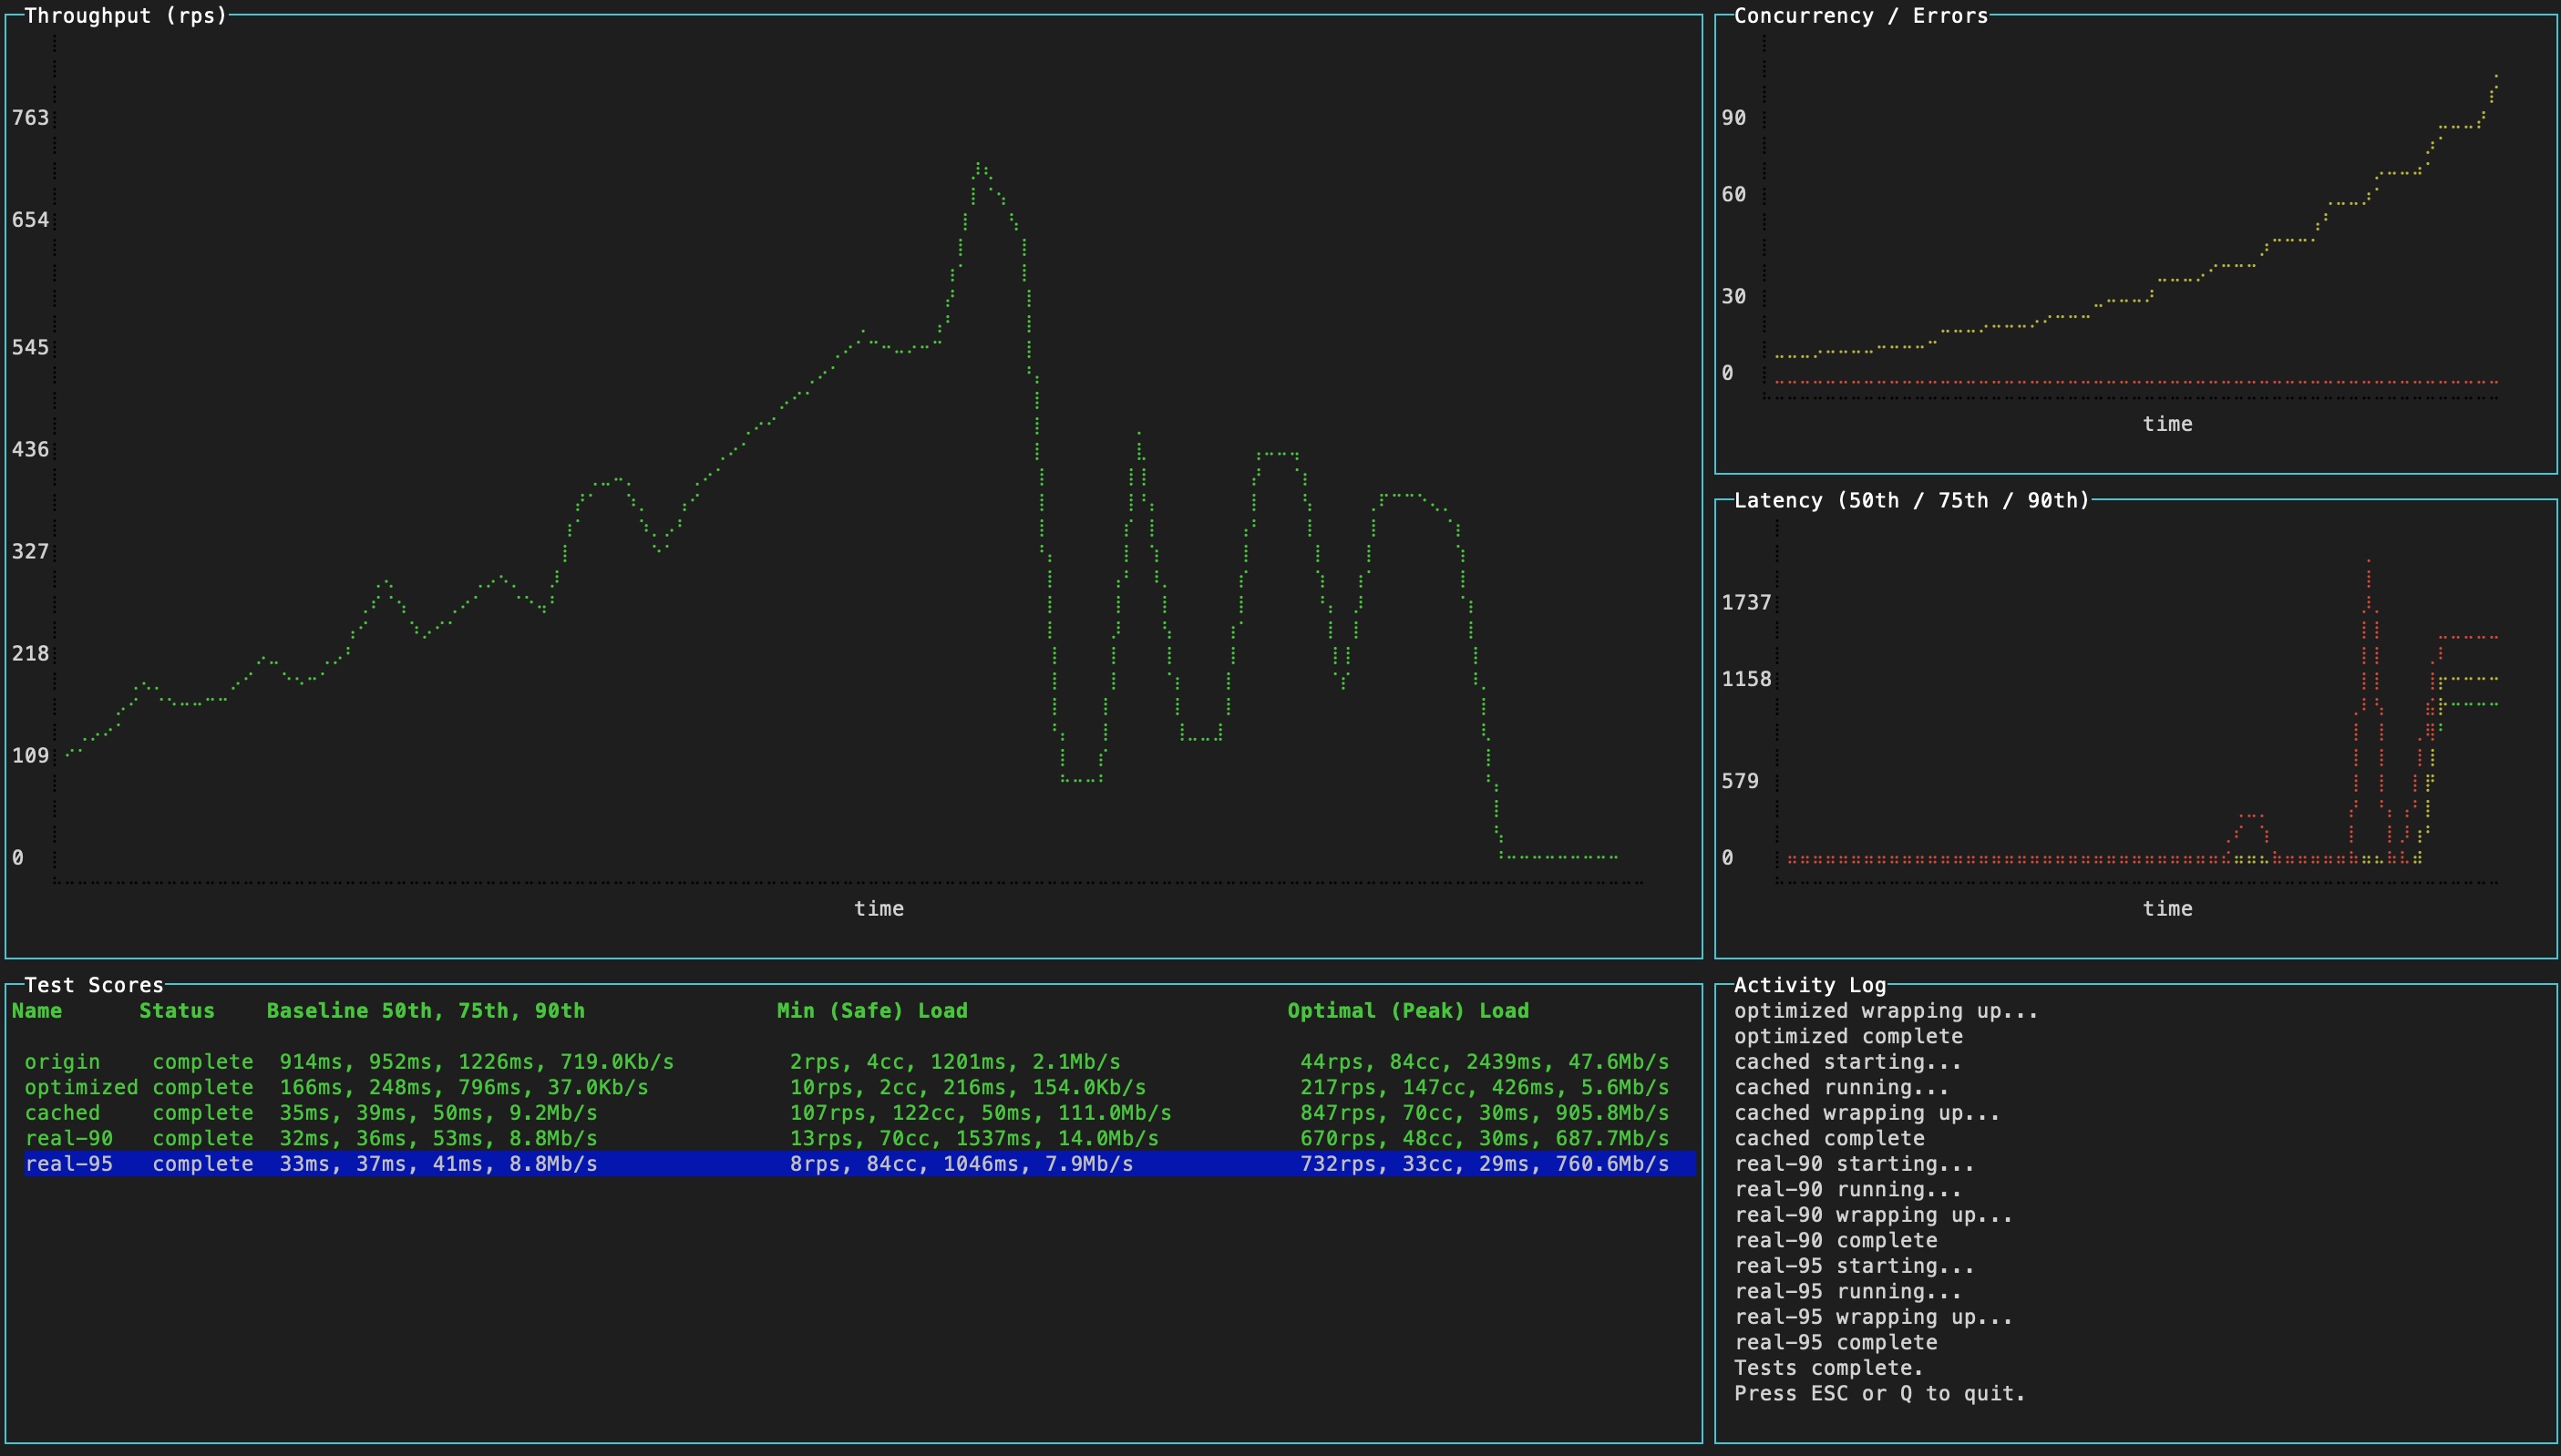 Throughput (rps)
763
654
545
436
327
218
109
0
time
Concurrency / Errors
90
60
30
0
time
Latency (50th / 75th / 90th)
1737
1158
579
0
time
Test Scores
Name Status Baseline 50th, 75th, 90th Min (Safe) Load Optimal (Peak) Load
origin complete 914ms, 952ms, 1226ms, 719.0Kb/s 2rps, 4cc, 1201ms, 2.1Mb/s 44rps, 84cc, 2439ms, 47.6Mb/s
optimized complete 166ms, 248ms, 796ms, 37.0Kb/s 10rps, 2cc, 216ms, 154.0Kb/s 217rps, 147cc, 426ms, 5.6Mb/s
cached complete 35ms, 39ms, 50ms, 9.2Mb/s 107rps, 122cc, 50ms, 111.0Mb/s 847rps, 70cc, 30ms, 905.8Mb/s
real-90 complete 32ms, 36ms, 53ms, 8.8Mb/s 13rps, 70cc, 1537ms, 14.0Mb/s 670rps, 48cc, 30ms, 687.7Mb/s
real-95 complete 33ms, 37ms, 41ms, 8.8Mb/s 8rps, 84cc, 1046ms, 7.9Mb/s 732rps, 33cc, 29ms, 760.6Mb/s
Activity Log
optimized wrapping up...
optimized complete
cached starting...
cached running...
cached wrapping up...
cached complete
real-90 starting...
real-90 running...
real-90 wrapping up...
real-90 complete
real-95 starting...
real-95 running...
real-95 wrapping up...
real-95 complete
Tests complete.
Press ESC or Q to quit.